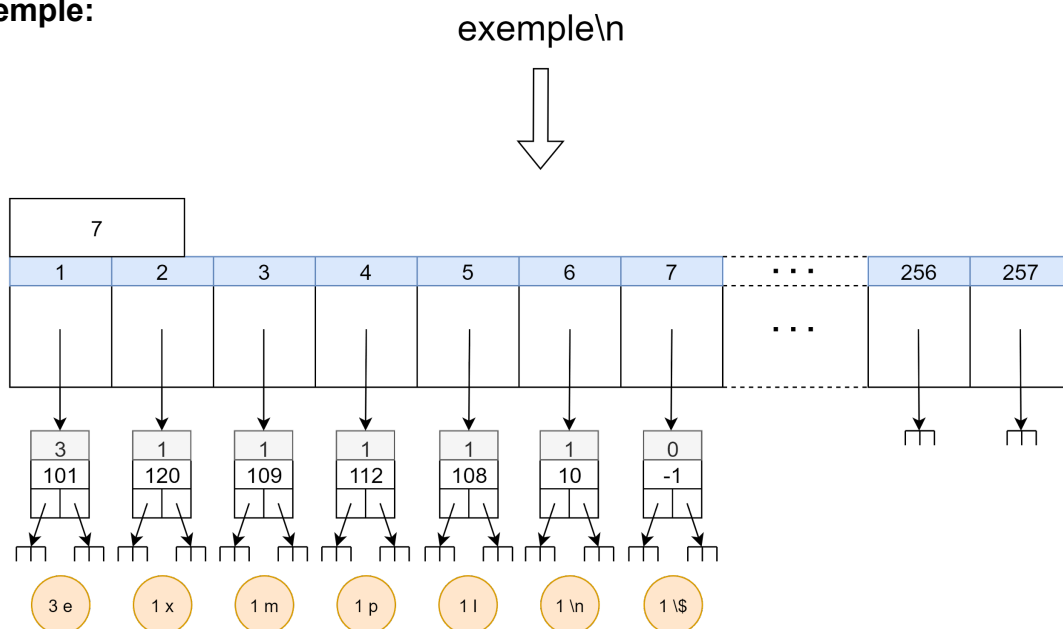 emple:
exemple\n
7
1 2 3 4 5 6 7 ... 256 257
...
3 1 1 1 1 1 0
101 120 109 112 108 10 -1
3 e 1 x 1 m 1 p 1 l 1 \n 1 \$